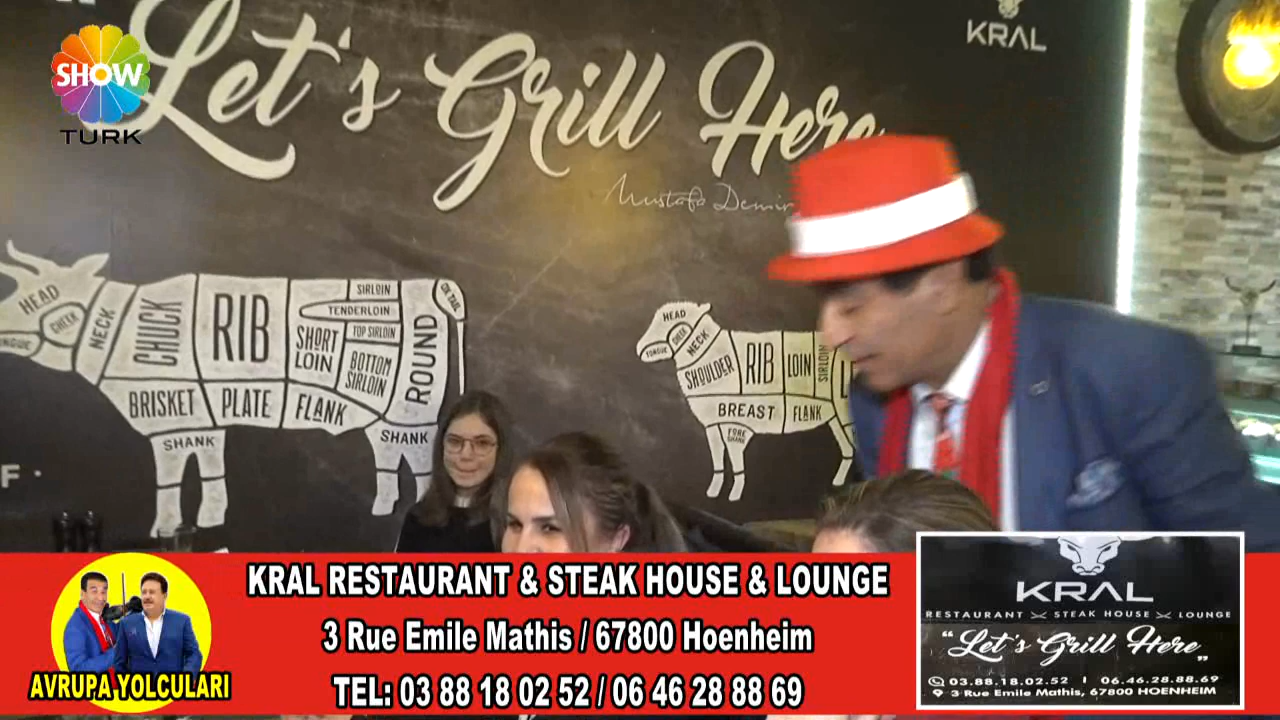 SHOW
TURK
"Let's Grill Here
KRAL
Mustafa Demir
HEAD
CHEEK
TONGUE
NECK
CHUCK
RIB
SHORT LOIN
SIRLOIN
TENDERLOIN
TOP SIRLOIN
BOTTOM SIRLOIN
ROUND
OX TAIL
BRISKET
PLATE
FLANK
SHANK
SHANK
HEAD
CHEEK
TONGUE
NECK
SHOULDER
RIB
LOIN
SIRLOIN
BREAST
FLANK
FORE SHANK
F
KRAL RESTAURANT & STEAK HOUSE & LOUNGE
3 Rue Emile Mathis / 67800 Hoenheim
TEL: 03 88 18 02 52 / 06 46 28 88 69
AVRUPA YOLCULARI
KRAL
RESTAURANT STEAK HOUSE LOUNGE
"Let's Grill Here"
03.88.18.02.52 I 06.46.28.88.69
3 Rue Emile Mathis, 67800 HOENHEIM